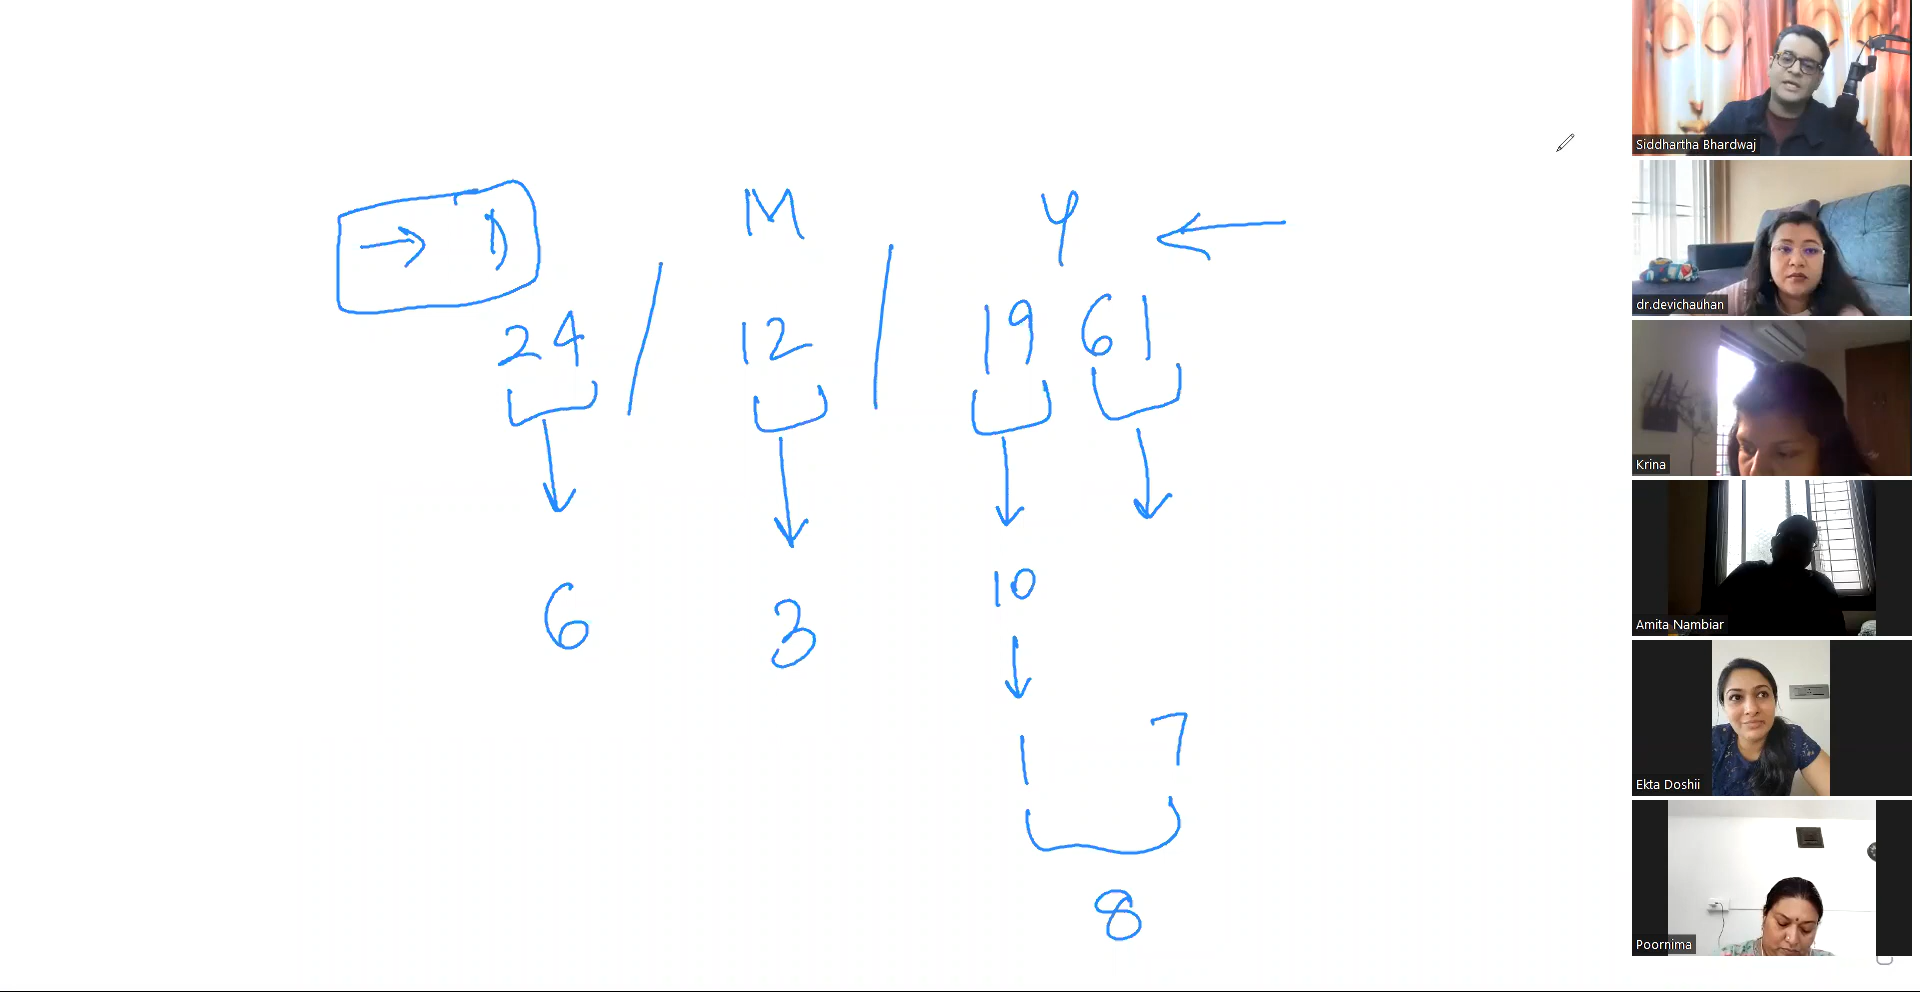 → D M Y ←
24 / 12 / 19 61
6 3 10
1 7
8
Siddhartha Bhardwaj
dr.devichauhan
Krina
Amita Nambiar
Ekta Doshii
Poornima